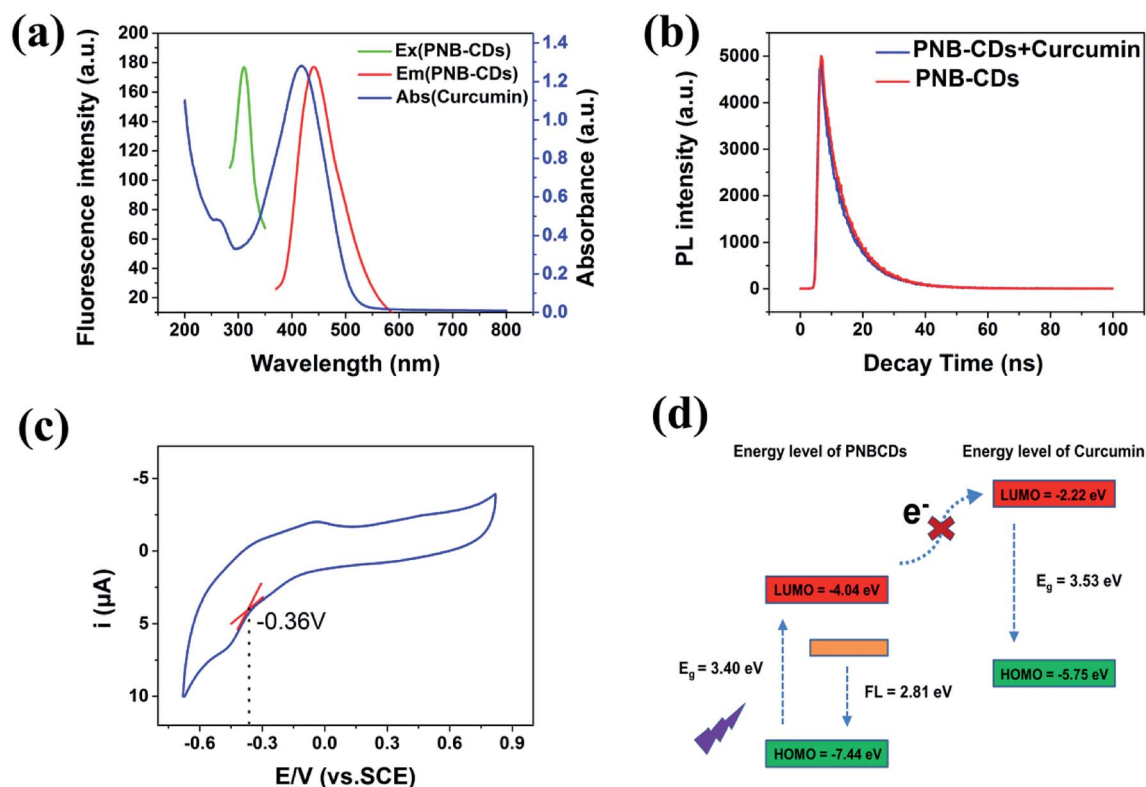 (a)
Ex(PNB-CDs)
Em(PNB-CDs)
Abs(Curcumin)
Fluorescence intensity (a.u.)
200
180
160
140
120
100
80
60
40
20
1.4
1.2
1.0
0.8
0.6
0.4
0.2
0.0
Absorbance (a.u.)
200 300 400 500 600 700 800
Wavelength (nm)
(b)
PNB-CDs+Curcumin
PNB-CDs
PL intensity (a.u.)
5000
4000
3000
2000
1000
0
0 20 40 60 80 100
Decay Time (ns)
(c)
i (µA)
-5
0
5
10
-0.36V
-0.6 -0.3 0.0 0.3 0.6 0.9
E/V (vs.SCE)
(d)
Energy level of PNBCDs Energy level of Curcumin
LUMO = -2.22 eV
e-
Eg = 3.53 eV
LUMO = -4.04 eV
HOMO = -5.75 eV
Eg = 3.40 eV
FL = 2.81 eV
HOMO = -7.44 eV